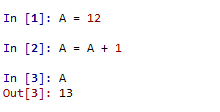 In [1]: A = 12
In [2]: A = A + 1
In [3]: A
Out[3]: 13